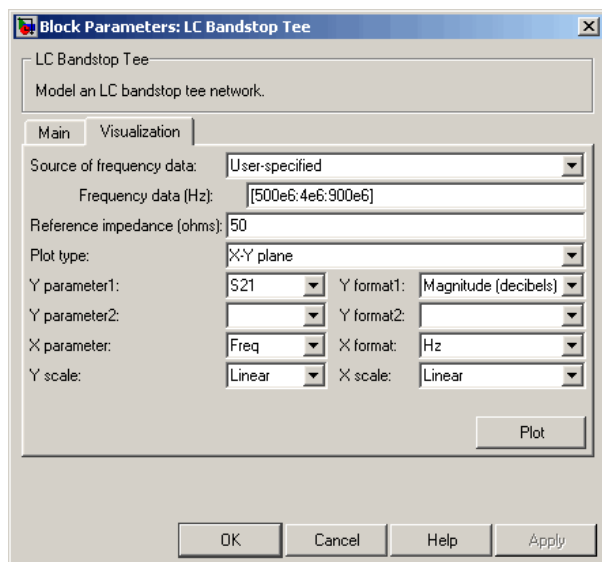 Block Parameters: LC Bandstop Tee
LC Bandstop Tee
Model an LC bandstop tee network.
Main Visualization
Source of frequency data: User-specified
Frequency data (Hz): [500e6:4e6:900e6]
Reference impedance (ohms): 50
Plot type: X-Y plane
Y parameter1: S21 Y format1: Magnitude (decibels)
Y parameter2: Y format2:
X parameter: Freq X format: Hz
Y scale: Linear X scale: Linear
Plot
OK Cancel Help Apply